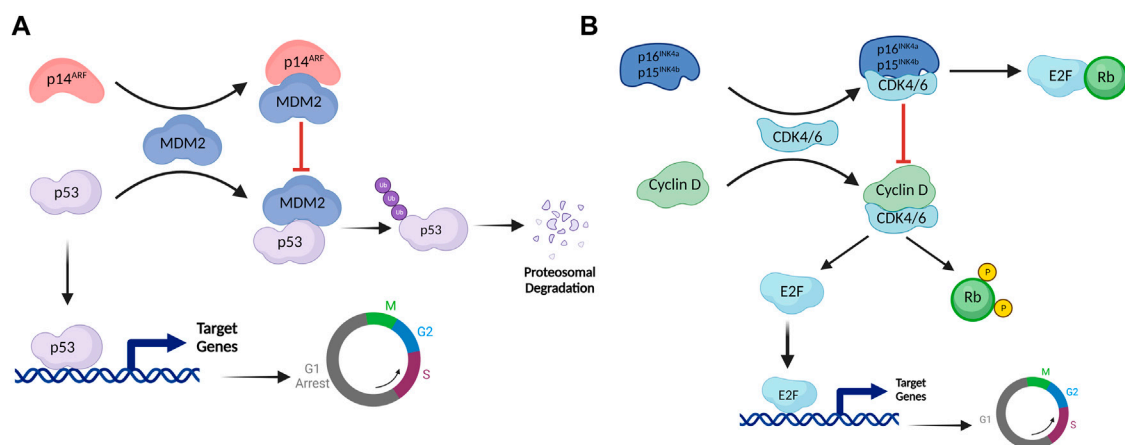 A
p14ARF
p14ARF
MDM2
MDM2
p53
MDM2
p53
Ub
Ub
Ub
p53
Proteosomal
Degradation
p53
Target
Genes
G1
Arrest
M
G2
S
B
p16INK4a
p15INK4b
p16INK4a
p15INK4b
CDK4/6
E2F
Rb
CDK4/6
Cyclin D
Cyclin D
CDK4/6
E2F
Rb
P
P
E2F
Target
Genes
G1
M
G2
S